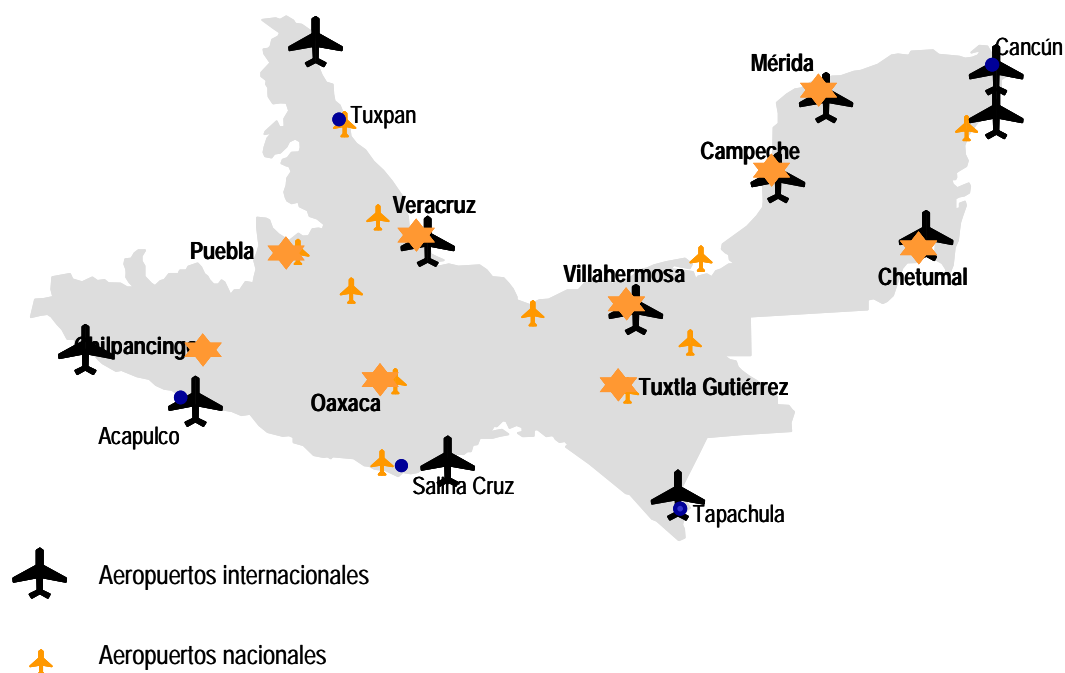 Cancún
Mérida
Tuxpan
Campeche
Veracruz
Puebla
Villahermosa
Chetumal
Chilpancingo
Tuxtla Gutiérrez
Oaxaca
Acapulco
Salina Cruz
Tapachula
Aeropuertos internacionales
Aeropuertos nacionales